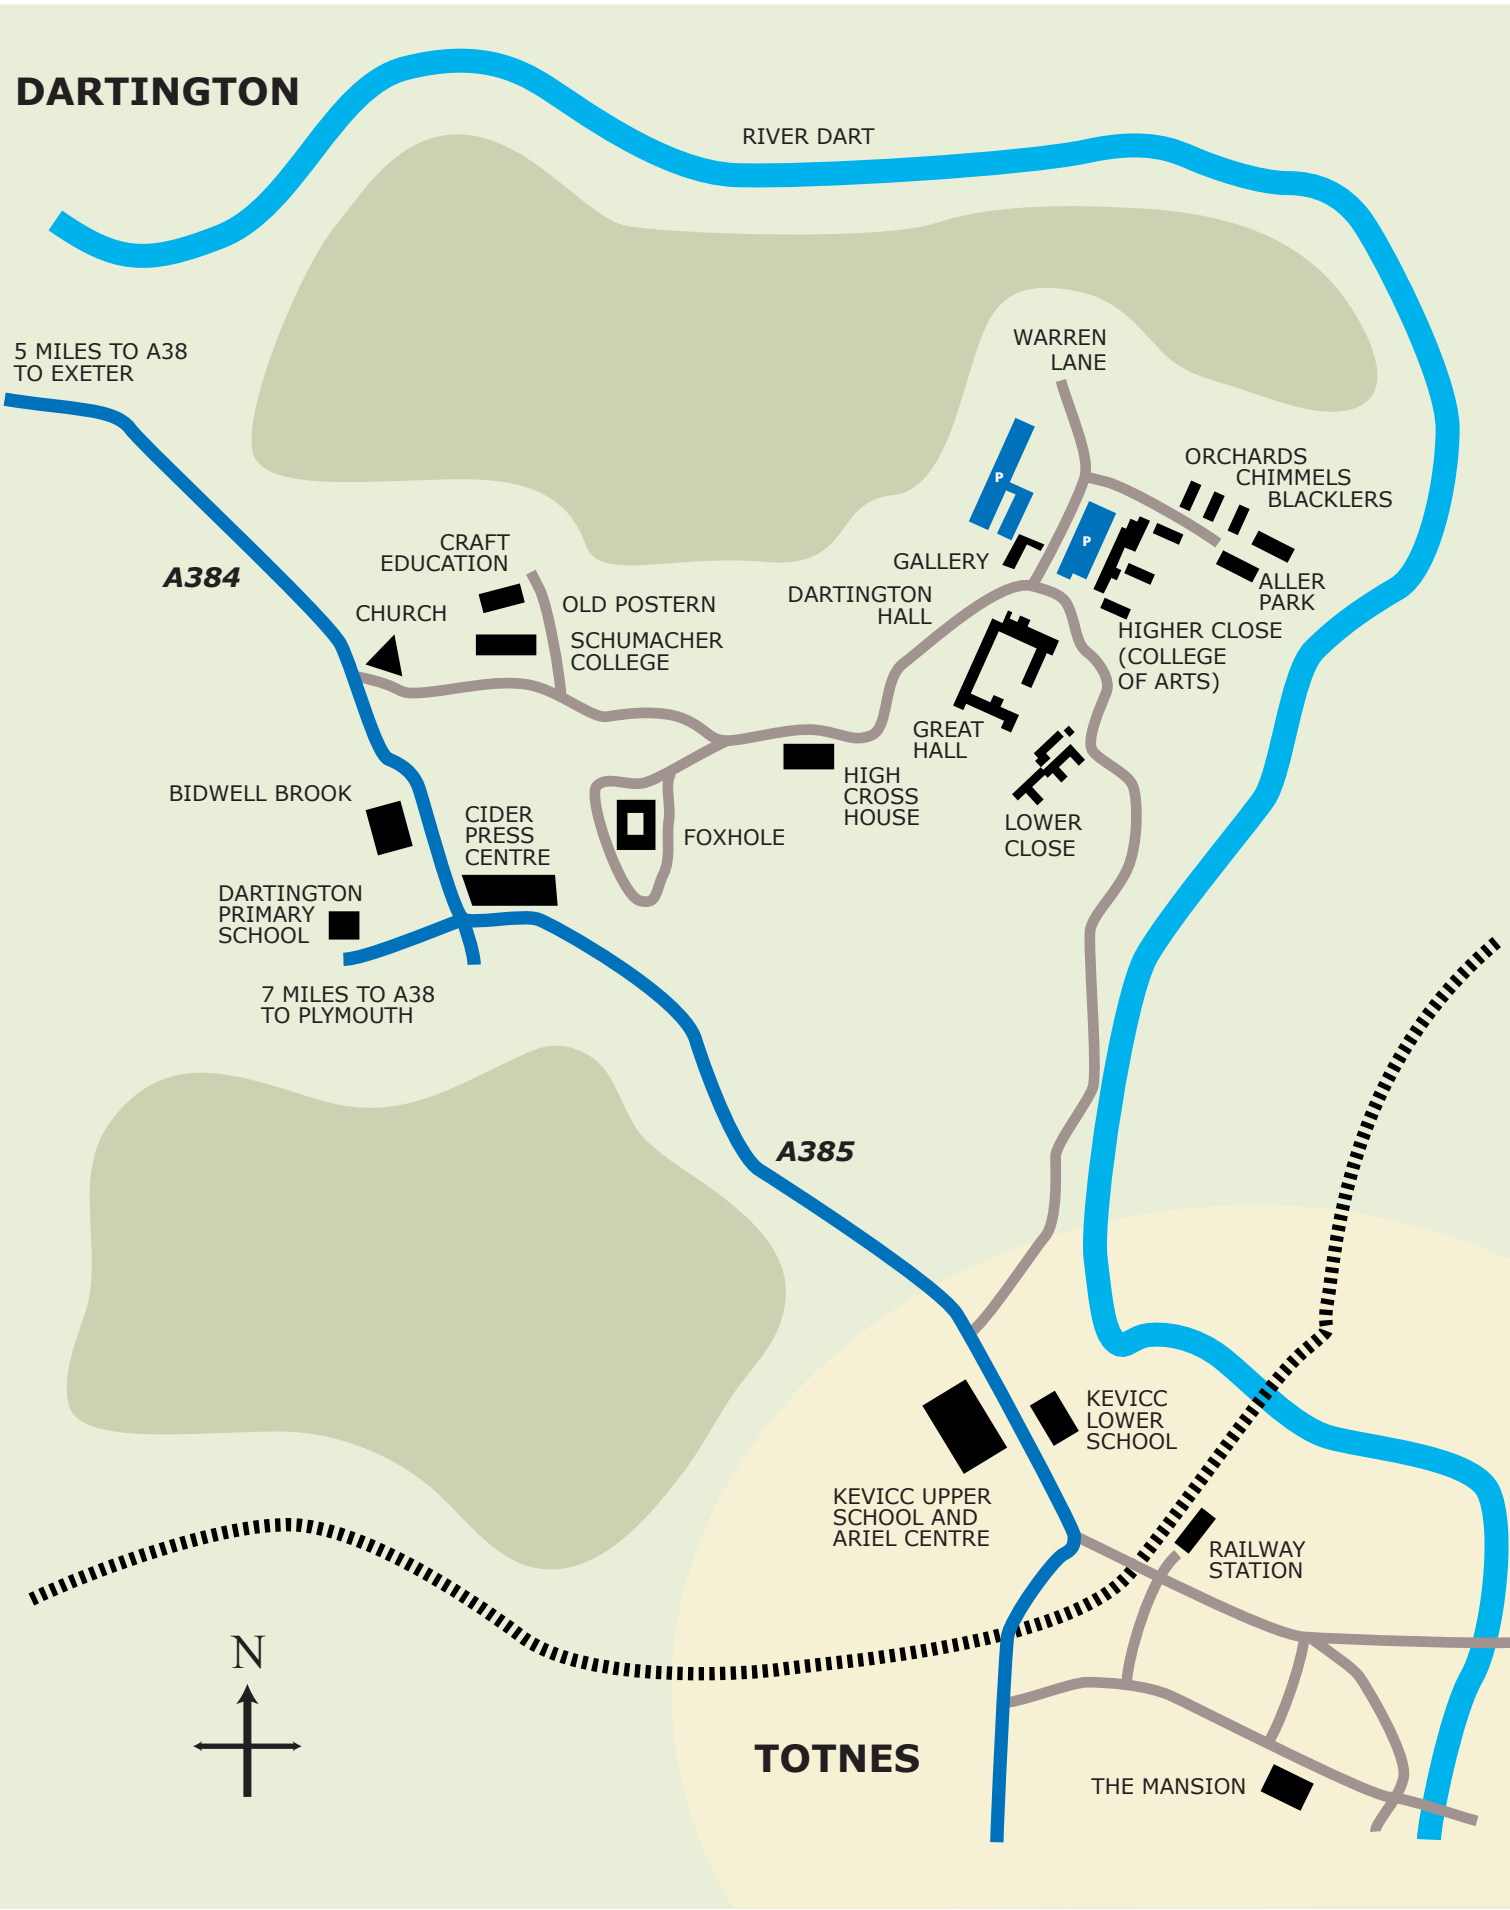 DARTINGTON
RIVER DART
5 MILES TO A38
TO EXETER
WARREN
LANE
P
ORCHARDS
CHIMMELS
BLACKLERS
A384
CRAFT
EDUCATION
P
GALLERY
ALLER
PARK
CHURCH
OLD POSTERN
DARTINGTON
HALL
SCHUMACHER
COLLEGE
HIGHER CLOSE
(COLLEGE
OF ARTS)
GREAT
HALL
BIDWELL BROOK
CIDER
PRESS
CENTRE
HIGH
CROSS
HOUSE
FOXHOLE
LOWER
CLOSE
DARTINGTON
PRIMARY
SCHOOL
7 MILES TO A38
TO PLYMOUTH
A385
KEVICC
LOWER
SCHOOL
KEVICC UPPER
SCHOOL AND
ARIEL CENTRE
RAILWAY
STATION
N
TOTNES
THE MANSION